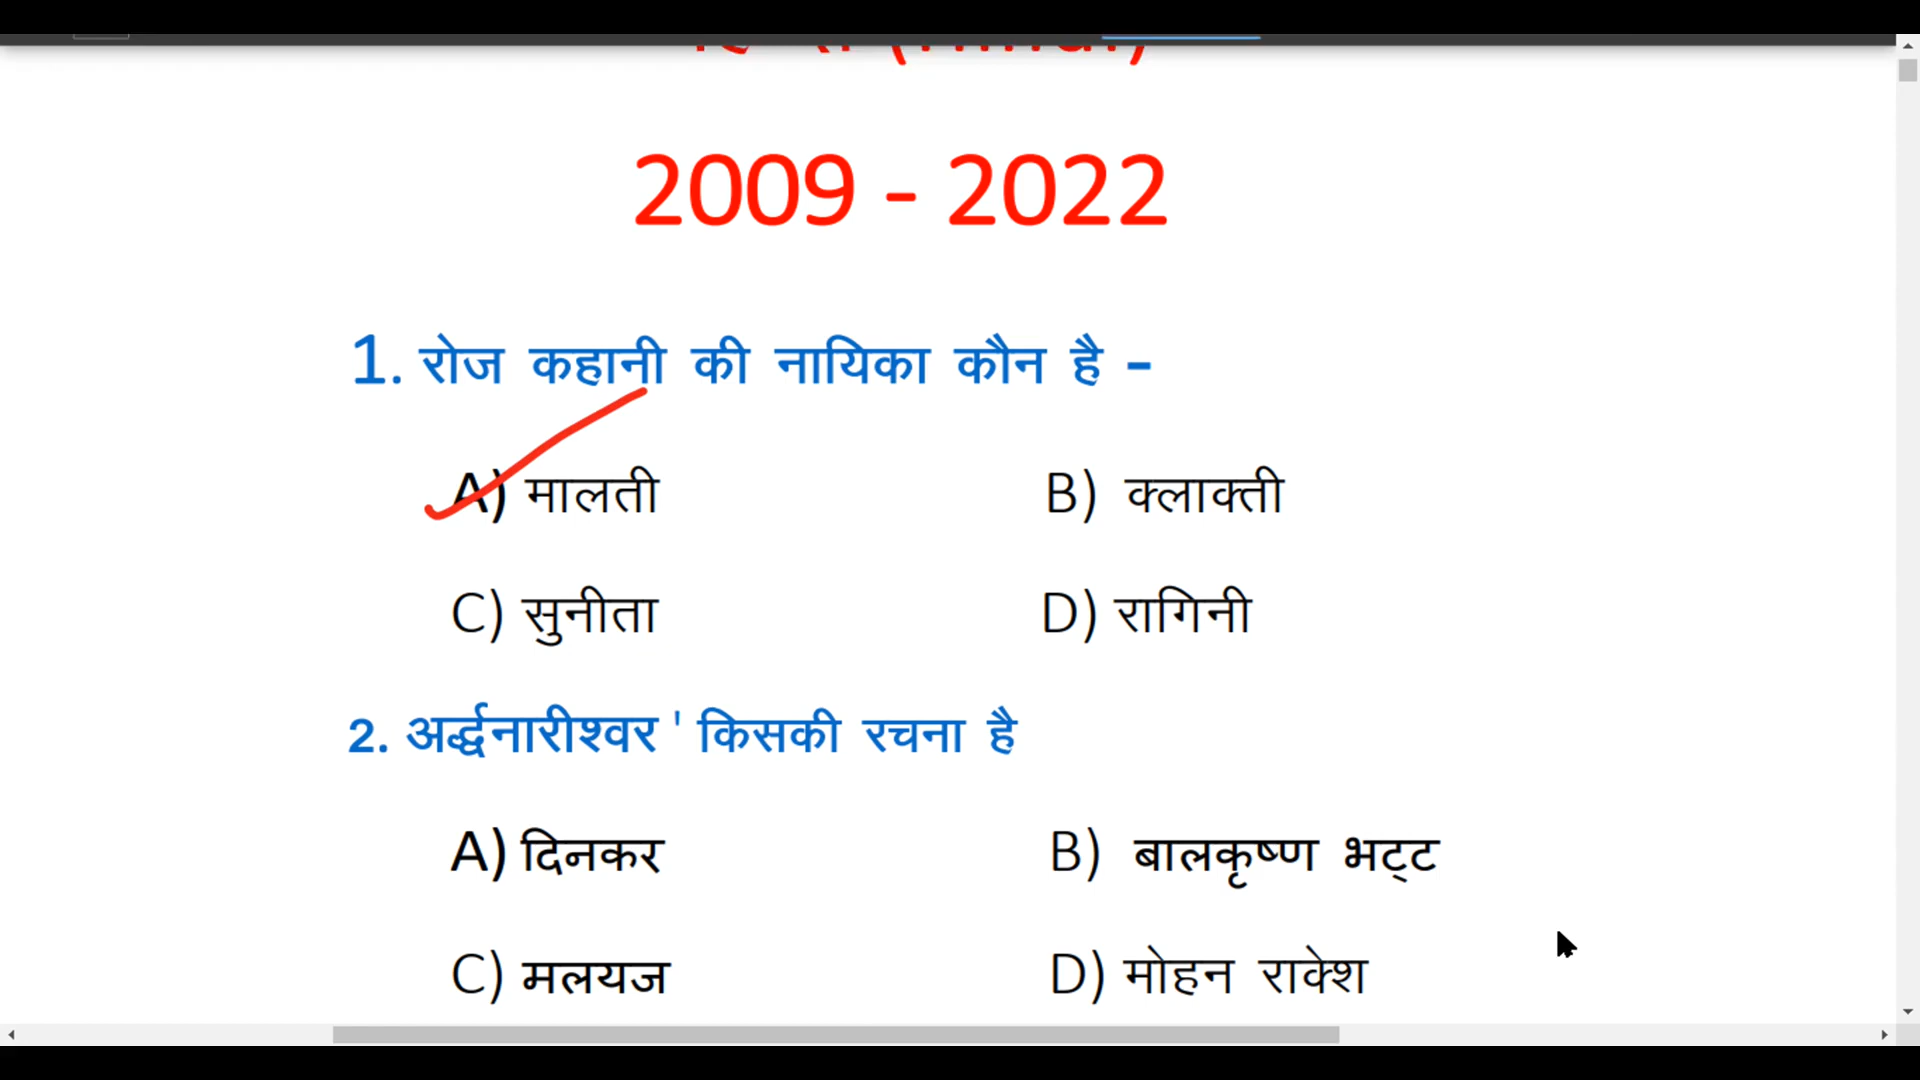 2009 - 2022
1. रोज कहानी की नायिका कौन है -
A) मालती B) क्लाक्ती
C) सुनीता D) रागिनी
2. अर्द्धनारीश्वर ' किसकी रचना है
A) दिनकर B) बालकृष्ण भट्ट
C) मलयज D) मोहन राकेश